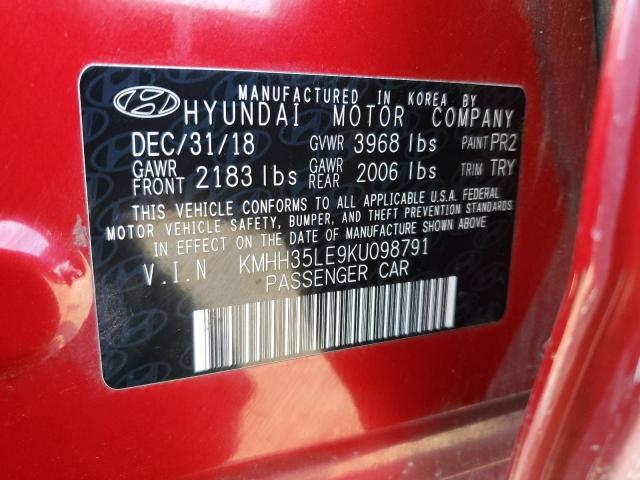 MANUFACTURED IN KOREA BY
HYUNDAI MOTOR COMPANY
DEC/31/18 GVWR 3968 lbs PAINT PR2
GAWR FRONT 2183 lbs GAWR REAR 2006 lbs TRIM TRY
THIS VEHICLE CONFORMS TO ALL APPLICABLE U.S.A. FEDERAL
MOTOR VEHICLE SAFETY, BUMPER, AND THEFT PREVENTION STANDARDS
IN EFFECT ON THE DATE OF MANUFACTURE SHOWN ABOVE.
V.I.N KMHH35LE9KU098791
PASSENGER CAR